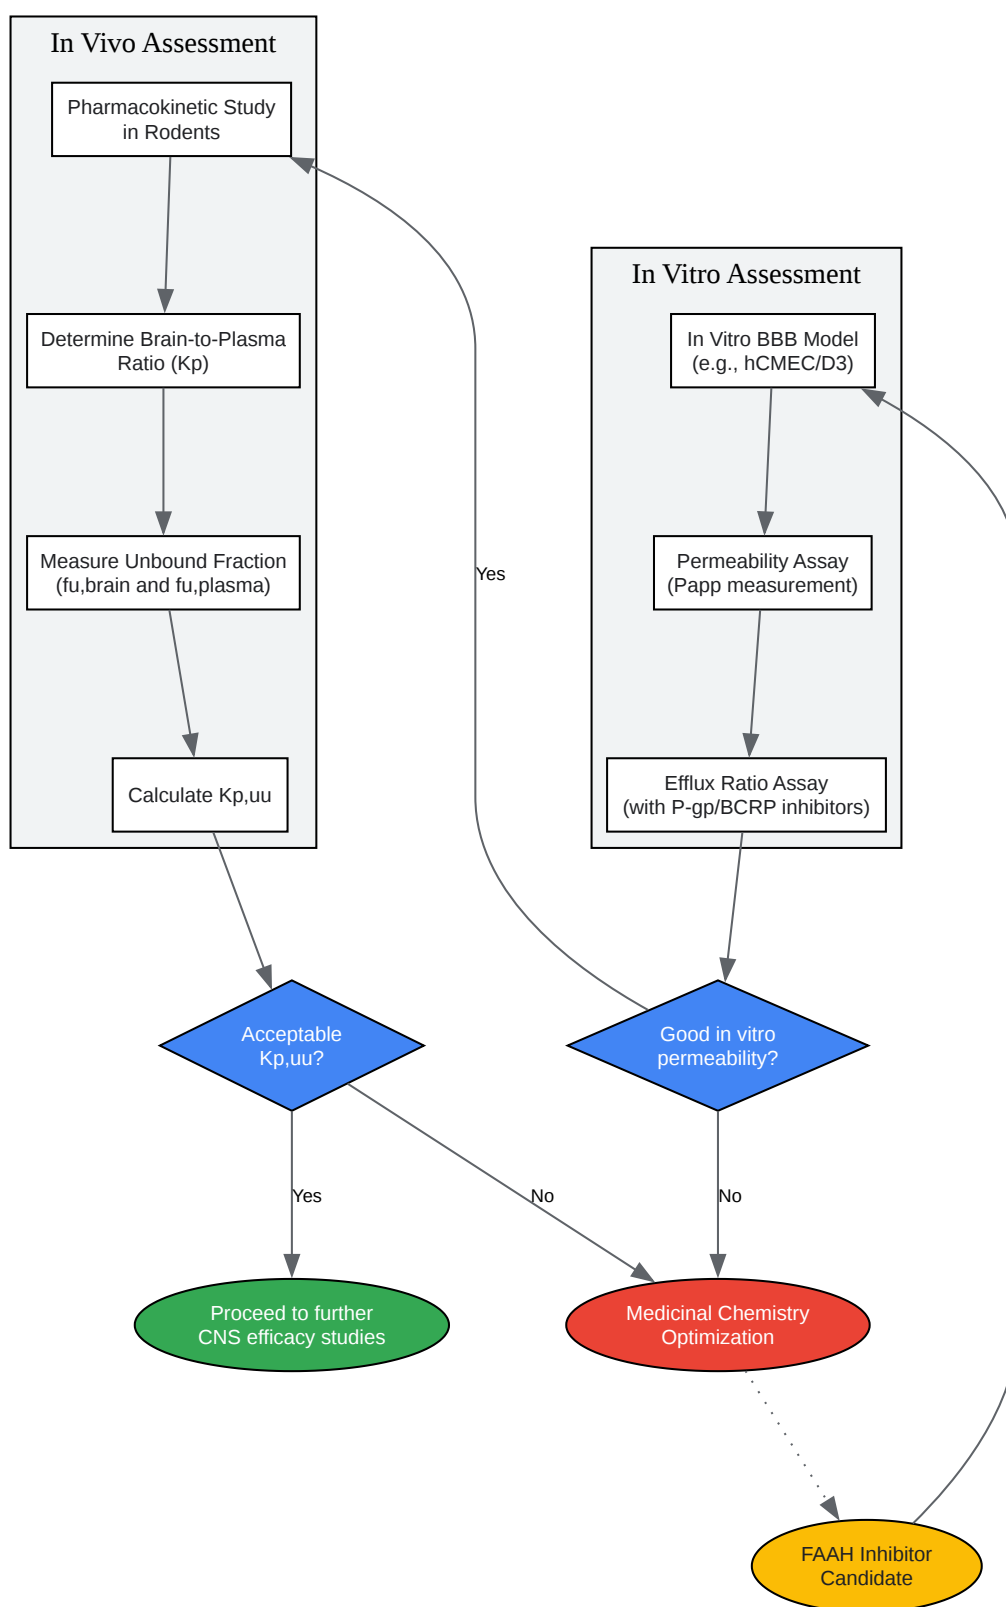 In Vivo Assessment
Pharmacokinetic Study
in Rodents
Determine Brain-to-Plasma
Ratio (Kp)
Measure Unbound Fraction
(fu,brain and fu,plasma)
Calculate Kp,uu
In Vitro Assessment
In Vitro BBB Model
(e.g., hCMEC/D3)
Permeability Assay
(Papp measurement)
Efflux Ratio Assay
(with P-gp/BCRP inhibitors)
Yes
Acceptable
Kp,uu?
Good in vitro
permeability?
Yes
No
No
Proceed to further
CNS efficacy studies
Medicinal Chemistry
Optimization
FAAH Inhibitor
Candidate